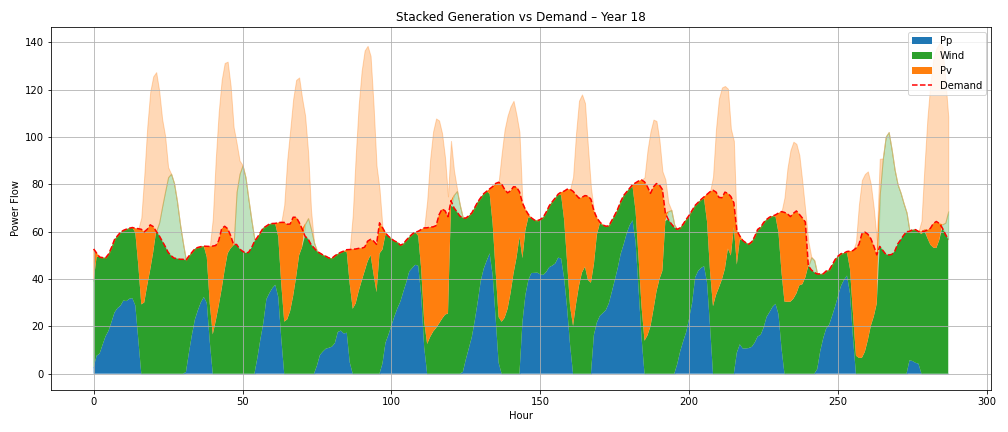 Stacked Generation vs Demand – Year 18
Power Flow
140
120
100
80
60
40
20
0
Pp
Wind
Pv
Demand
0
50
100
150
200
250
300
Hour